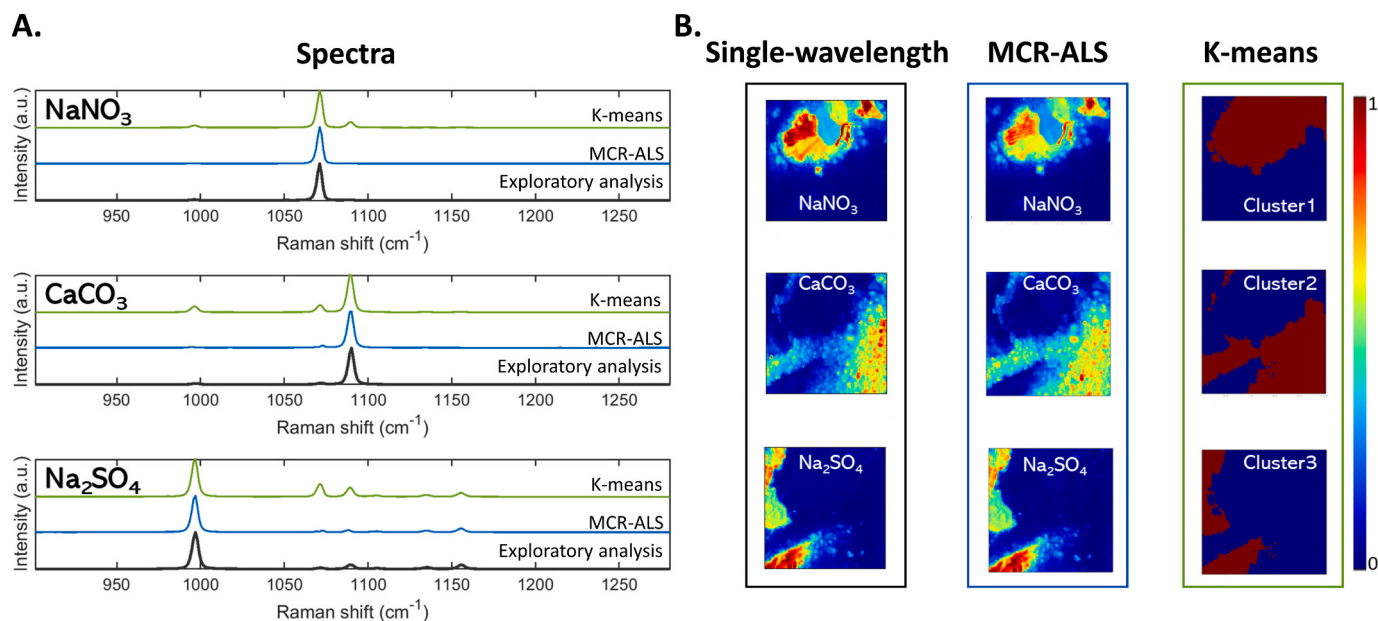 A.
Spectra
NaNO3
K-means
MCR-ALS
Exploratory analysis
Intensity (a.u.)
950 1000 1050 1100 1150 1200 1250
Raman shift (cm-1)
CaCO3
K-means
MCR-ALS
Exploratory analysis
Intensity (a.u.)
950 1000 1050 1100 1150 1200 1250
Raman shift (cm-1)
Na2SO4
K-means
MCR-ALS
Exploratory analysis
Intensity (a.u.)
950 1000 1050 1100 1150 1200 1250
Raman shift (cm-1)
B.
Single-wavelength MCR-ALS K-means
NaNO3 NaNO3 Cluster1
CaCO3 CaCO3 Cluster2
Na2SO4 Na2SO4 Cluster3
1
0